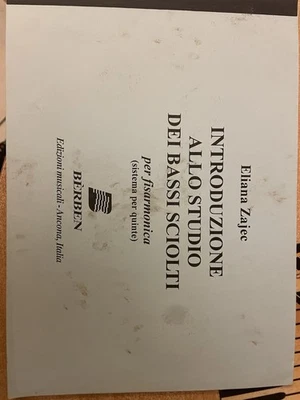 Eliana Zajec
INTRODUZIONE
ALLO STUDIO
DEI BASSI SCIOLTI
per fisarmonica
(sistema per quinte)
BÈRBEN
Edizioni musicali - Ancona, Italia